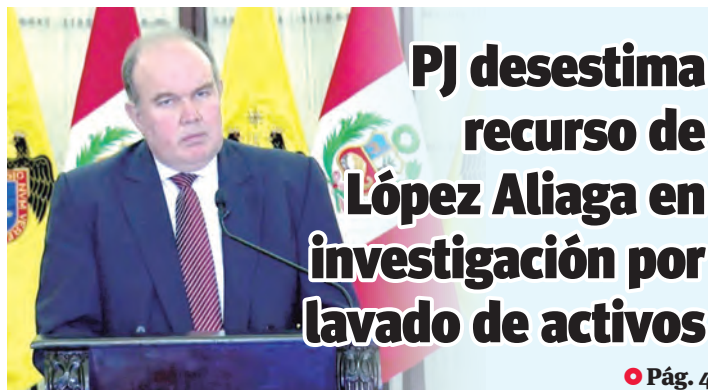 PJ desestima
recurso de
López Aliaga en
investigación por
lavado de activos
Pág. 4